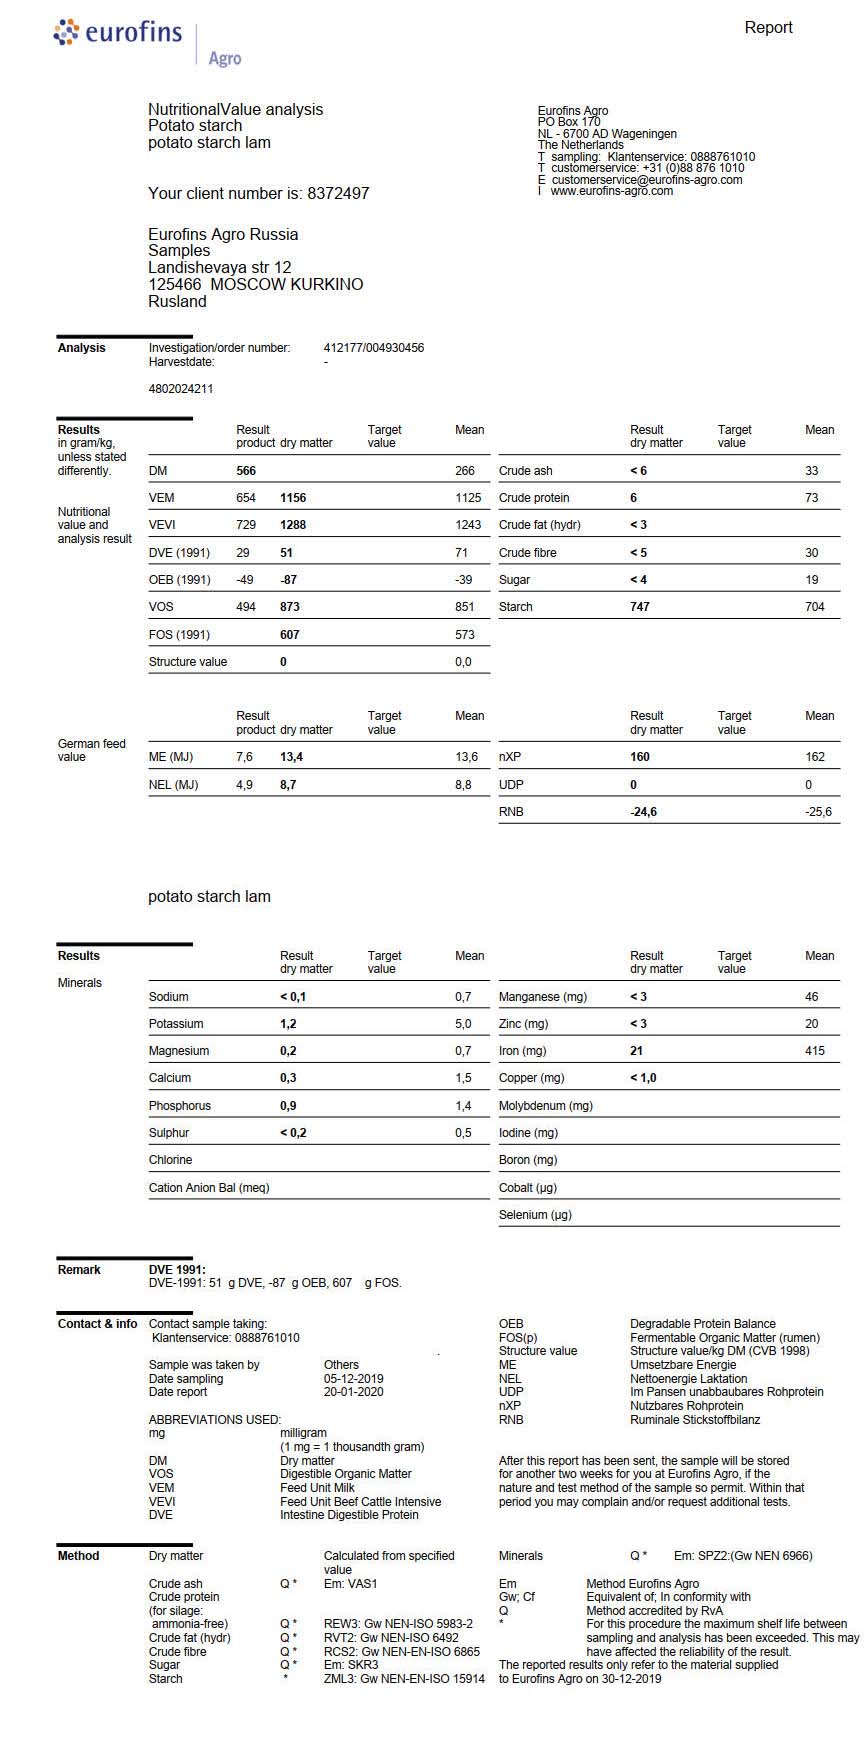 eurofins
Agro
Report
NutritionalValue analysis
Potato starch
potato starch lam
Your client number is: 8372497
Eurofins Agro Russia
Samples
Landishevaya str 12
125466  MOSCOW KURKINO
Rusland
Eurofins Agro
PO Box 170
NL - 6700 AD Wageningen
The Netherlands
T  sampling:  Klantenservice: 0888761010
T  customerservice: +31 (0)88 876 1010
E  customerservice@eurofins-agro.com
I   www.eurofins-agro.com
Analysis Investigation/order number: 412177/004930456
Harvestdate: -
4802024211
Results
in gram/kg,
unless stated
differently.
Nutritional
value and
analysis result
Result Target Mean
product dry matter value
DM 566 266
VEM 654 1156 1125
VEVI 729 1288 1243
DVE (1991) 29 51 71
OEB (1991) -49 -87 -39
VOS 494 873 851
FOS (1991) 607 573
Structure value 0 0,0
Result Target Mean
dry matter value
Crude ash < 6 33
Crude protein 6 73
Crude fat (hydr) < 3
Crude fibre < 5 30
Sugar < 4 19
Starch 747 704
German feed
value
Result Target Mean
product dry matter value
ME (MJ) 7,6 13,4 13,6
NEL (MJ) 4,9 8,7 8,8
Result Target Mean
dry matter value
nXP 160 162
UDP 0 0
RNB -24,6 -25,6
potato starch lam
Results
Minerals
Result Target Mean
dry matter value
Sodium < 0,1 0,7
Potassium 1,2 5,0
Magnesium 0,2 0,7
Calcium 0,3 1,5
Phosphorus 0,9 1,4
Sulphur < 0,2 0,5
Chlorine
Cation Anion Bal (meq)
Result Target Mean
dry matter value
Manganese (mg) < 3 46
Zinc (mg) < 3 20
Iron (mg) 21 415
Copper (mg) < 1,0
Molybdenum (mg)
Iodine (mg)
Boron (mg)
Cobalt (µg)
Selenium (µg)
Remark DVE 1991:
DVE-1991: 51  g DVE, -87  g OEB, 607    g FOS.
Contact & info Contact sample taking:
Klantenservice: 0888761010
.
Sample was taken by Others
Date sampling 05-12-2019
Date report 20-01-2020
ABBREVIATIONS USED:
mg milligram
(1 mg = 1 thousandth gram)
DM Dry matter
VOS Digestible Organic Matter
VEM Feed Unit Milk
VEVI Feed Unit Beef Cattle Intensive
DVE Intestine Digestible Protein
OEB Degradable Protein Balance
FOS(p) Fermentable Organic Matter (rumen)
Structure value Structure value/kg DM (CVB 1998)
ME Umsetzbare Energie
NEL Nettoenergie Laktation
UDP Im Pansen unabbaubares Rohprotein
nXP Nutzbares Rohprotein
RNB Ruminale Stickstoffbilanz
After this report has been sent, the sample will be stored
for another two weeks for you at Eurofins Agro, if the
nature and test method of the sample so permit. Within that
period you may complain and/or request additional tests.
Method Dry matter Calculated from specified
value
Crude ash Q * Em: VAS1
Crude protein
(for silage:
ammonia-free) Q * REW3: Gw NEN-ISO 5983-2
Crude fat (hydr) Q * RVT2: Gw NEN-ISO 6492
Crude fibre Q * RCS2: Gw NEN-EN-ISO 6865
Sugar Q * Em: SKR3
Starch * ZML3: Gw NEN-EN-ISO 15914
Minerals Q * Em: SPZ2:(Gw NEN 6966)
Em Method Eurofins Agro
Gw; Cf Equivalent of; In conformity with
Q Method accredited by RvA
* For this procedure the maximum shelf life between
sampling and analysis has been exceeded. This may
have affected the reliability of the result.
The reported results only refer to the material supplied
to Eurofins Agro on 30-12-2019